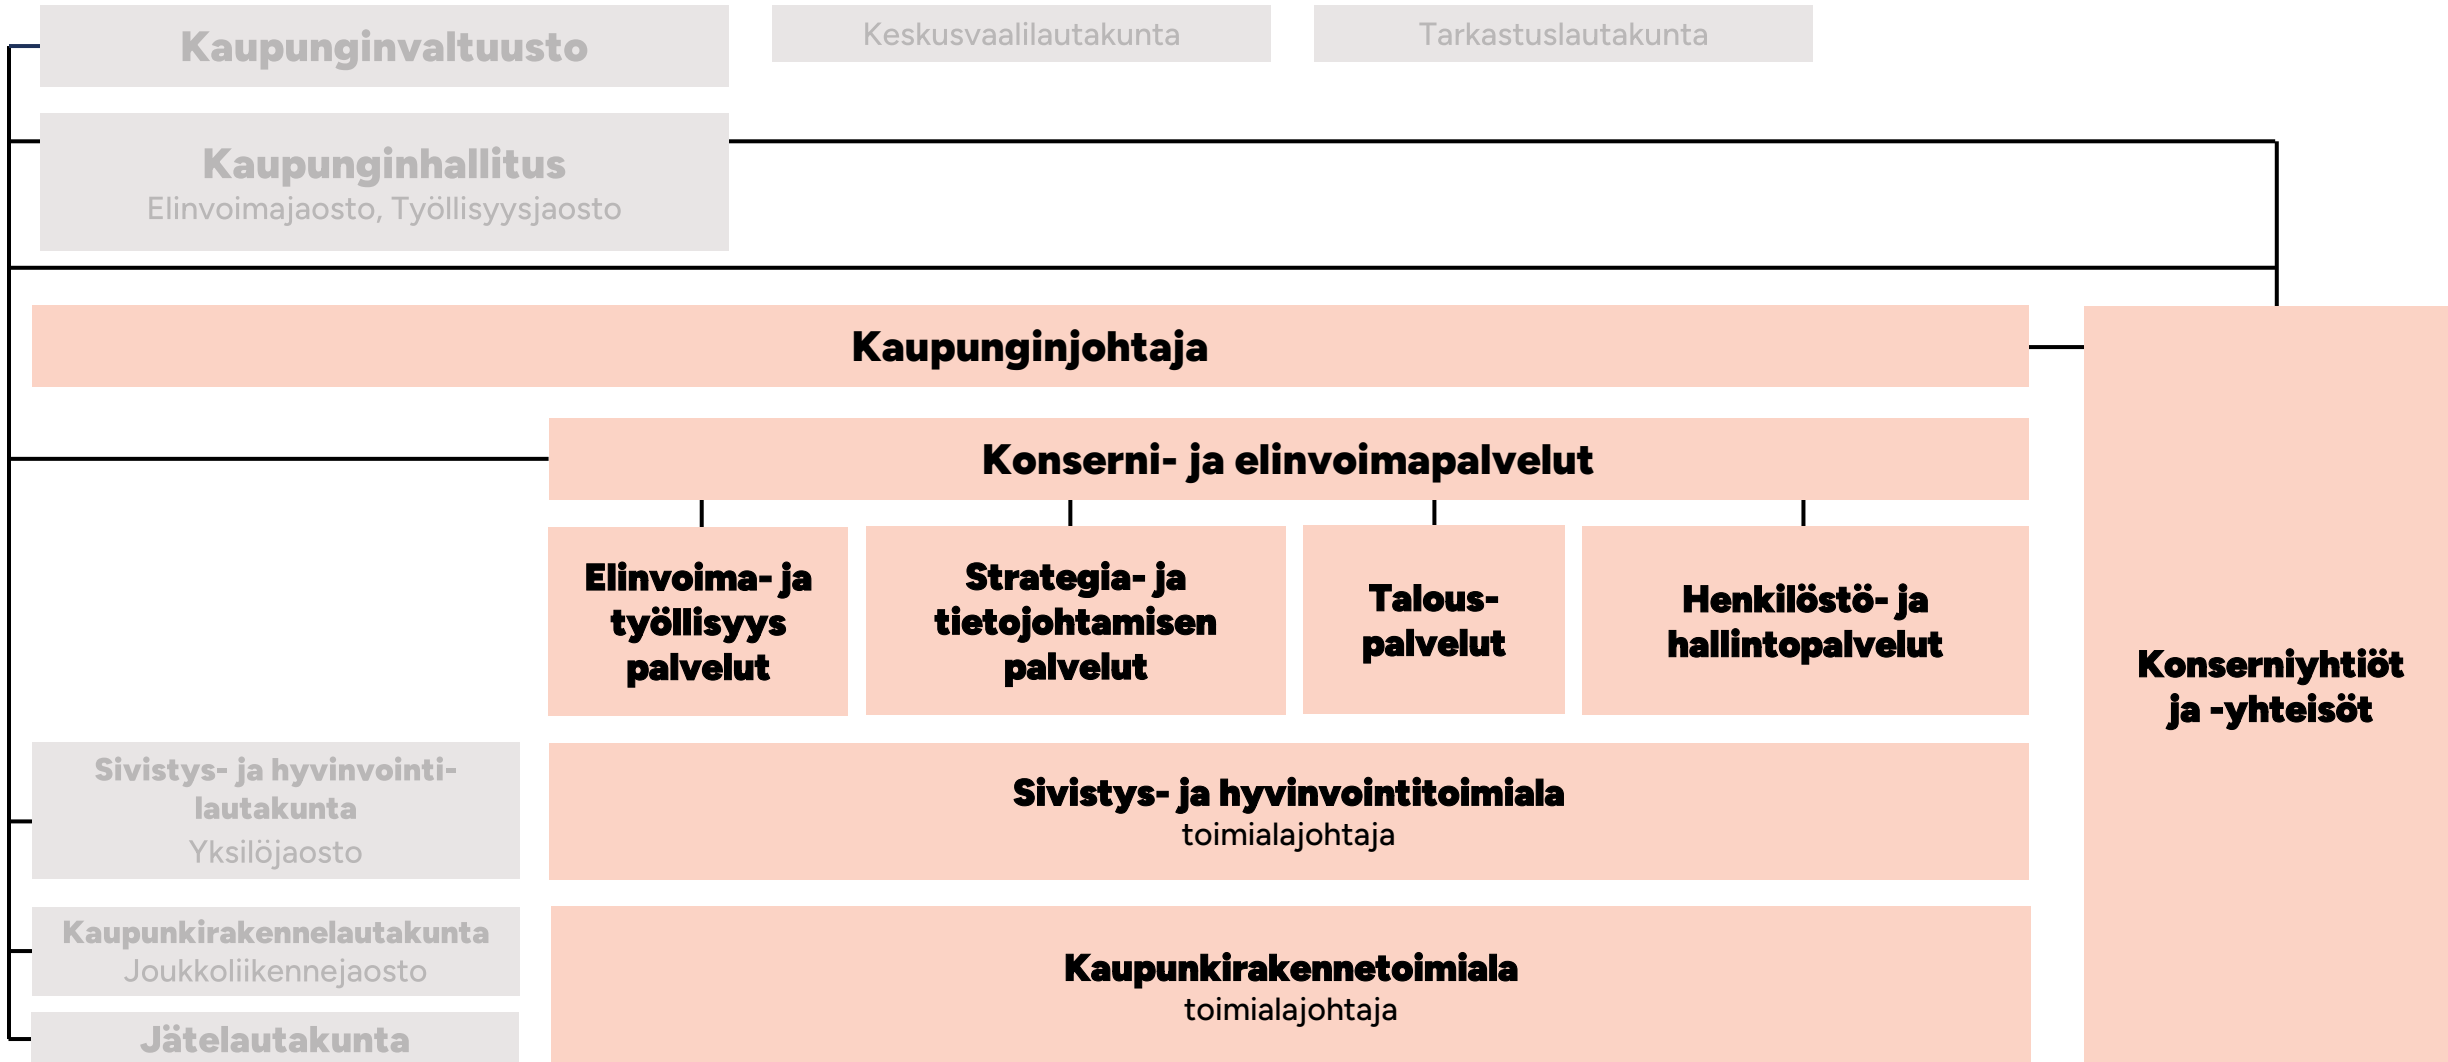 Kaupunginvaltuusto
Keskusvaalilautakunta
Tarkastuslautakunta
Kaupunginhallitus
Elinvoimajaosto, Työllisyysjaosto
Kaupunginjohtaja
Konserni- ja elinvoimapalvelut
Elinvoima- ja
työllisyys
palvelut
Strategia- ja
tietojohtamisen
palvelut
Talous-
palvelut
Henkilöstö- ja
hallintopalvelut
Konserniyhtiöt
ja -yhteisöt
Sivistys- ja hyvinvointi-
lautakunta
Yksilöjaosto
Sivistys- ja hyvinvointitoimiala
toimialajohtaja
Kaupunkirakennelautakunta
Joukkoliikennejaosto
Kaupunkirakennetoimiala
toimialajohtaja
Jätelautakunta